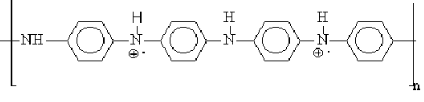 H H H
NH N N N
⊕· ⊕·
n